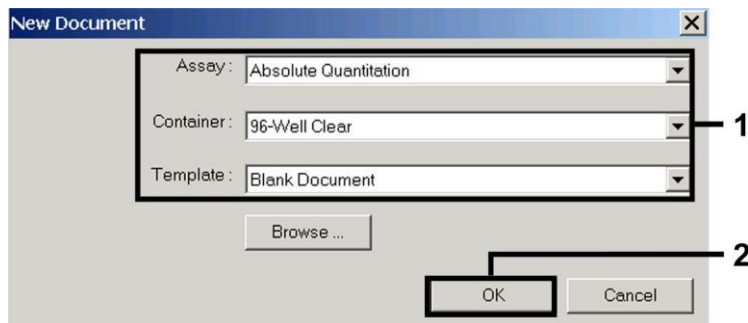 New Document
Assay: Absolute Quantitation
Container: 96-Well Clear
1
Template: Blank Document
Browse ...
2
OK Cancel